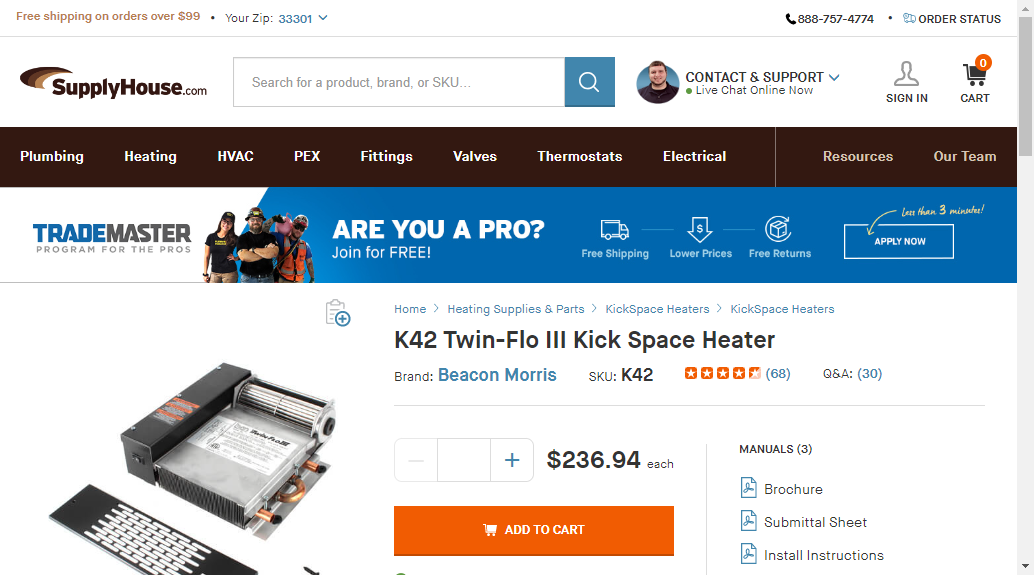 Free shipping on orders over $99 • Your Zip: 33301
888-757-4774 • ORDER STATUS
SupplyHouse.com
Search for a product, brand, or SKU...
CONTACT & SUPPORT
Live Chat Online Now
SIGN IN
0
CART
Plumbing Heating HVAC PEX Fittings Valves Thermostats Electrical Resources Our Team
TRADEMASTER
PROGRAM FOR THE PROS
ARE YOU A PRO?
Join for FREE!
Free Shipping
$
Lower Prices
Free Returns
Less than 3 minutes!
APPLY NOW
Home > Heating Supplies & Parts > KickSpace Heaters > KickSpace Heaters
K42 Twin-Flo III Kick Space Heater
Brand: Beacon Morris SKU: K42 (68) Q&A: (30)
Twin-Flo III
— + $236.94 each
ADD TO CART
MANUALS (3)
Brochure
Submittal Sheet
Install Instructions